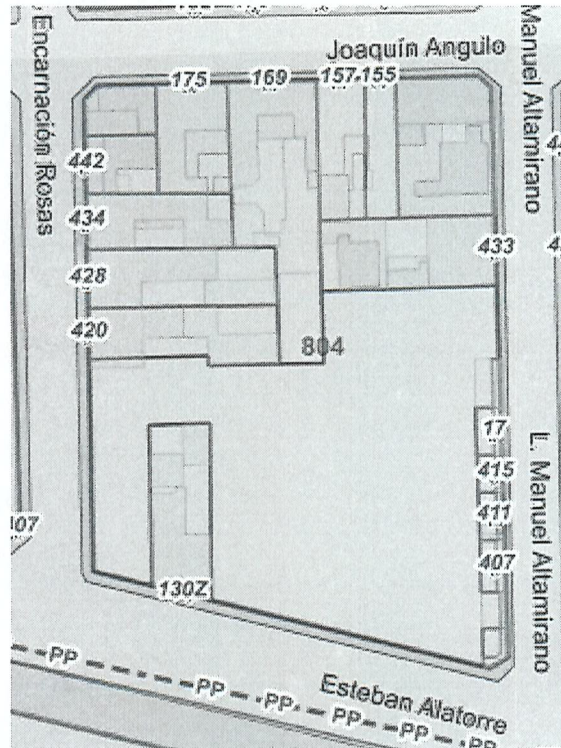 Joaquín Angulo
175
169
157
155
Encarnación Rosas
Manuel Altamirano
442
434
433
428
420
804
17
415
411
407
L. Manuel Altamirano
130Z
PP
PP
PP
PP
PP
PP
Esteban Alatorre